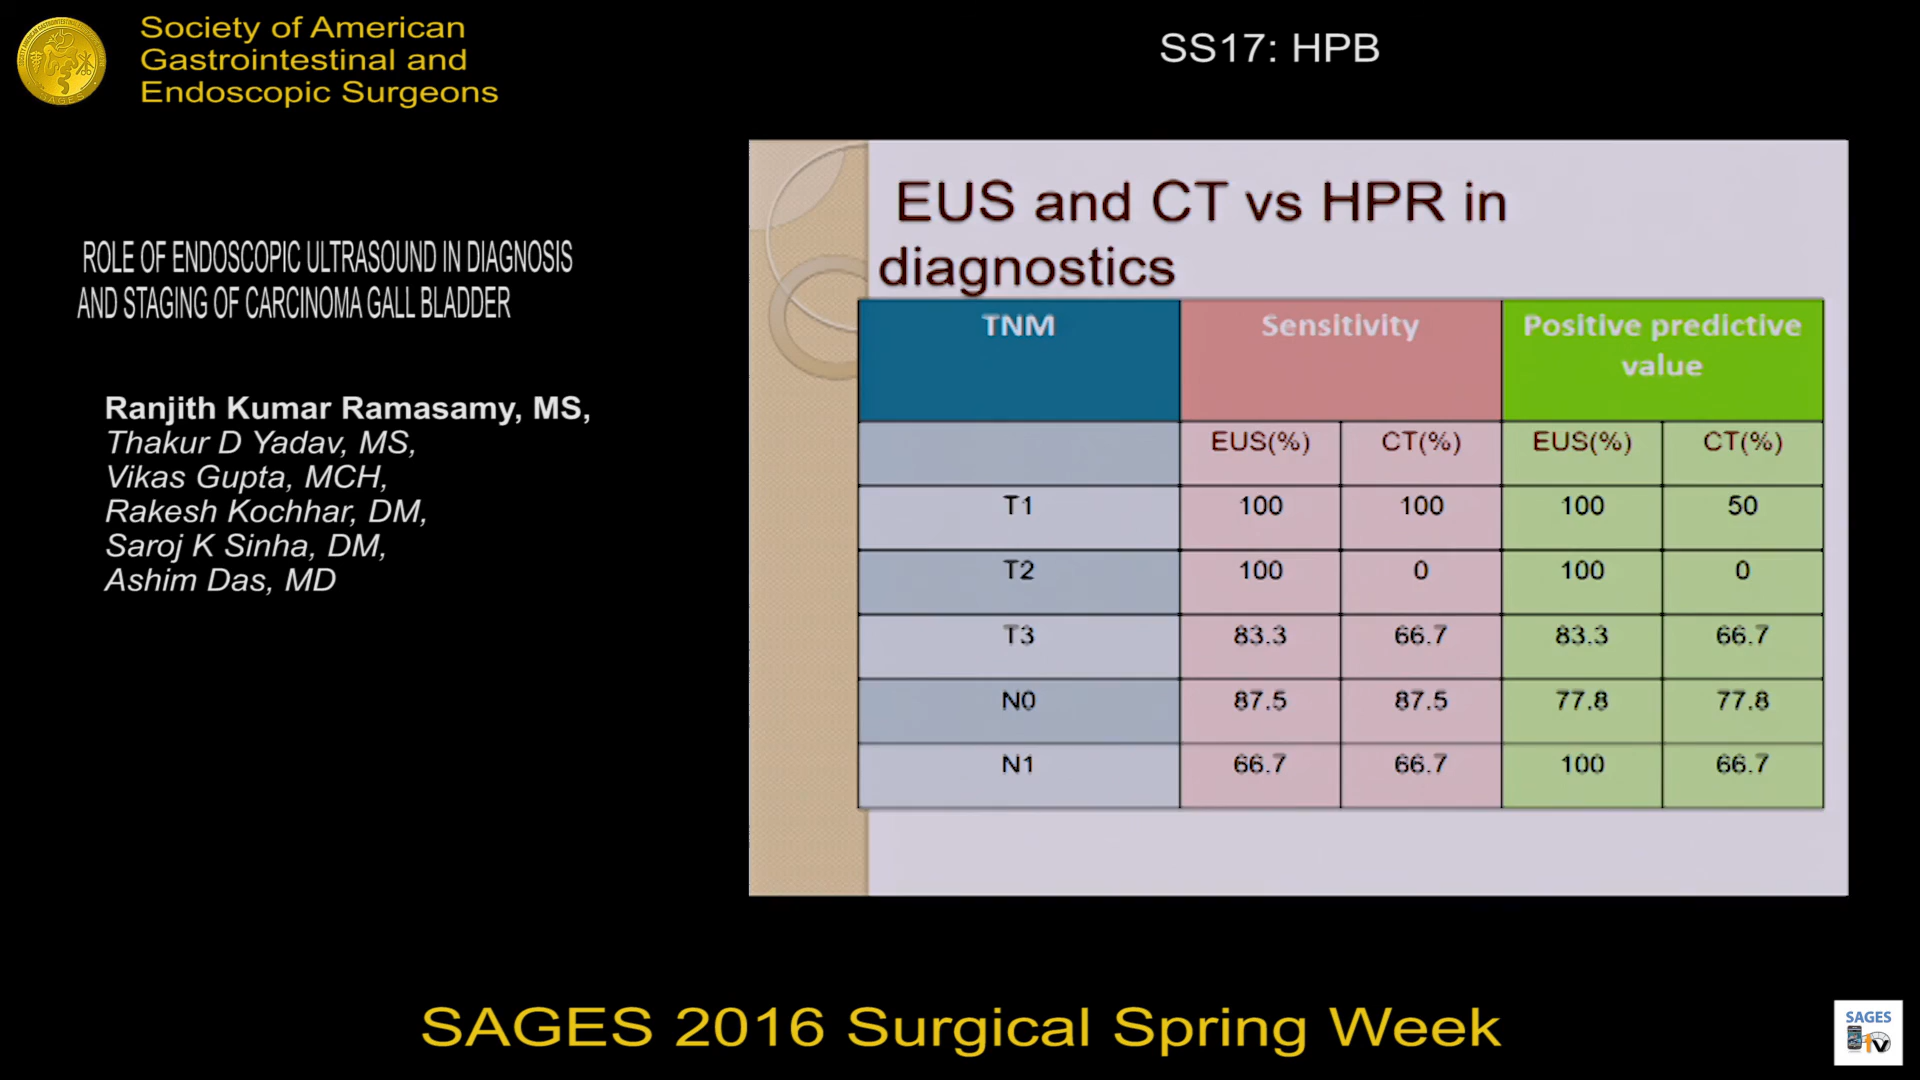 Society of American
Gastrointestinal and
Endoscopic Surgeons
SS17: HPB
ROLE OF ENDOSCOPIC ULTRASOUND IN DIAGNOSIS
AND STAGING OF CARCINOMA GALL BLADDER
Ranjith Kumar Ramasamy, MS,
Thakur D Yadav, MS,
Vikas Gupta, MCH,
Rakesh Kochhar, DM,
Saroj K Sinha, DM,
Ashim Das, MD
EUS and CT vs HPR in
diagnostics
TNM Sensitivity Positive predictive
value
EUS(%) CT(%) EUS(%) CT(%)
T1 100 100 100 50
T2 100 0 100 0
T3 83.3 66.7 83.3 66.7
N0 87.5 87.5 77.8 77.8
N1 66.7 66.7 100 66.7
SAGES 2016 Surgical Spring Week
SAGES
TV